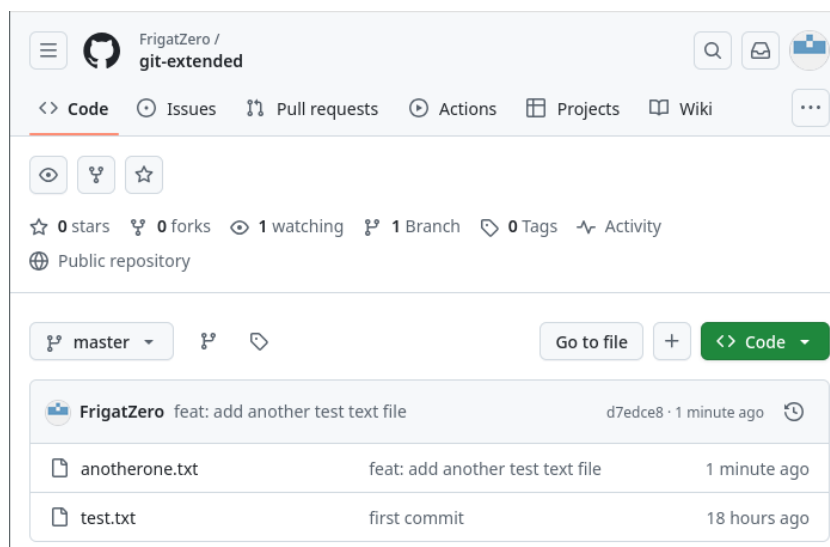 FrigatZero /
git-extended
Code Issues Pull requests Actions Projects Wiki
0 stars 0 forks 1 watching 1 Branch 0 Tags Activity
Public repository
master Go to file Code
FrigatZero feat: add another test text file d7edce8 · 1 minute ago
anotherone.txt feat: add another test text file 1 minute ago
test.txt first commit 18 hours ago